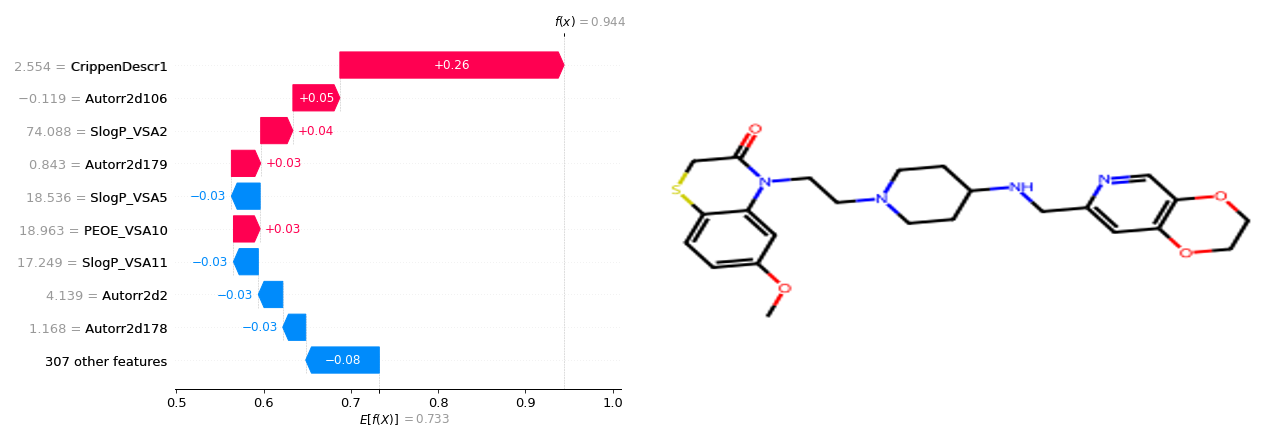 f(x) = 0.944
2.554 = CrippenDescr1
+0.26
−0.119 = Autorr2d106
+0.05
74.088 = SlogP_VSA2
+0.04
0.843 = Autorr2d179
+0.03
18.536 = SlogP_VSA5
−0.03
18.963 = PEOE_VSA10
+0.03
17.249 = SlogP_VSA11
−0.03
4.139 = Autorr2d2
−0.03
1.168 = Autorr2d178
−0.03
307 other features
−0.08
0.5 0.6 0.7 0.8 0.9 1.0
E[f(X)] = 0.733
O
S
N
O
N
NH
N
O
O